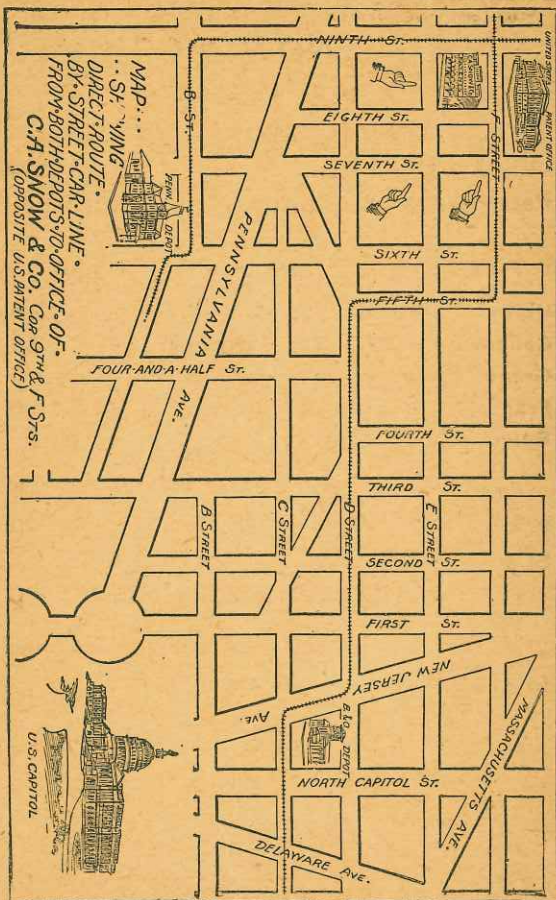 MAP...
..SH WING
DIRECT•ROUTE•
BY•STREET•CAR•LINE•
FROM•BOTH•DEPOTS•TO•OFFICE•OF•
C.A. SNOW & CO. COR 9TH & F STS.
(OPPOSITE U.S. PATENT OFFICE)
UNITED STATES PATENT OFFICE
NINTH ST.
EIGHTH ST.
SEVENTH ST.
SIXTH ST.
FIFTH ST.
FOUR-AND-A-HALF ST.
FOURTH ST.
THIRD ST.
SECOND ST.
FIRST ST.
NORTH CAPITOL ST.
DELAWARE AVE.
NEW JERSEY
AVE.
MASSACHUSETTS AVE.
PENNSYLVANIA AVE.
F STREET
E STREET
D STREET
C STREET
B STREET
B ST.
PENN. DEPOT
B.&O. DEPOT
U.S. CAPITOL